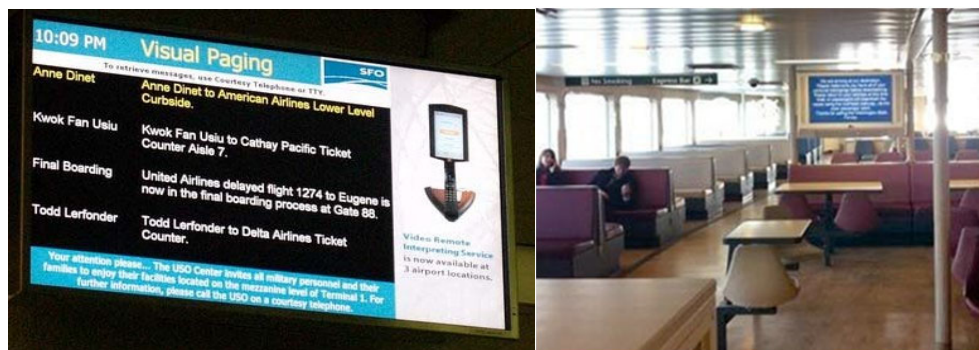 10:09 PM
Visual Paging
SFO
To retrieve messages, use Courtesy Telephone or TTY.
Anne Dinet
Anne Dinet to American Airlines Lower Level
Curbside.
Kwok Fan Usiu
Kwok Fan Usiu to Cathay Pacific Ticket
Counter Aisle 7.
Final Boarding
United Airlines delayed flight 1274 to Eugene is
now in the final boarding process at Gate 88.
Todd Lerfonder
Todd Lerfonder to Delta Airlines Ticket
Counter.
Video Remote
Interpreting Service
is now available at
3 airport locations.
Your attention please... The USO Center invites all military personnel and their
families to enjoy their facilities located on the mezzanine level of Terminal 1. For
further information, please call the USO on a courtesy telephone.
No Smoking
Express Bar